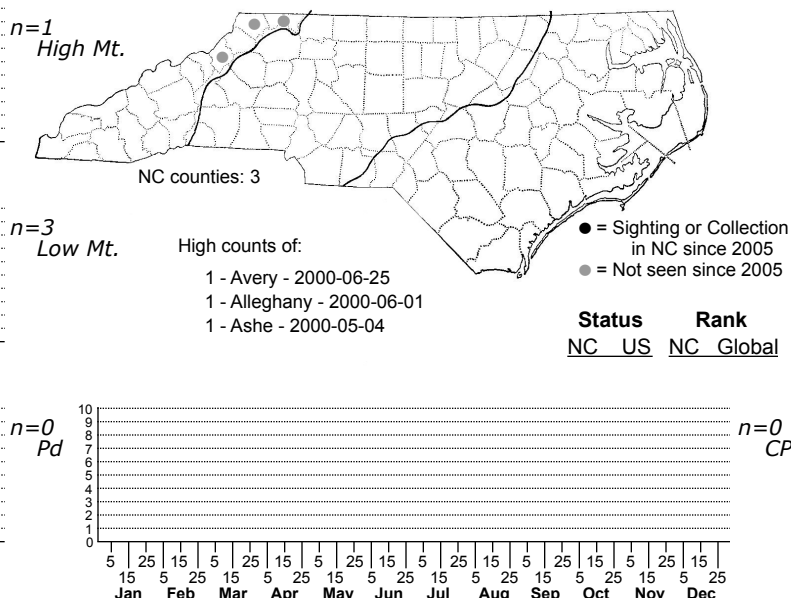 n=1
High Mt.
NC counties: 3
n=3
Low Mt.
High counts of:
1 - Avery - 2000-06-25
1 - Alleghany - 2000-06-01
1 - Ashe - 2000-05-04
= Sighting or Collection
in NC since 2005
= Not seen since 2005
Status Rank
NC US NC Global
n=0
Pd
n=0
CP
10
9
8
7
6
5
4
3
2
1
0
5 25 15 5 25 15 5 25 15 5 25 15 5 25 15 5 25 15
15 5 25 15 5 25 15 5 25 15 5 25 15 5 25 15 5 25
Jan Feb Mar Apr May Jun Jul Aug Sep Oct Nov Dec